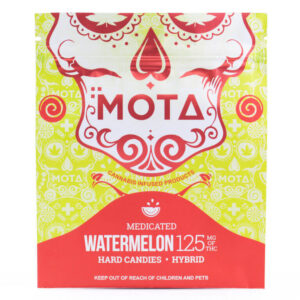 MOTA
CANNABIS INFUSED PRODUCTS
MEDICATED
WATERMELON 125 MG OF THC
HARD CANDIES • HYBRID
KEEP OUT OF REACH OF CHILDREN AND PETS